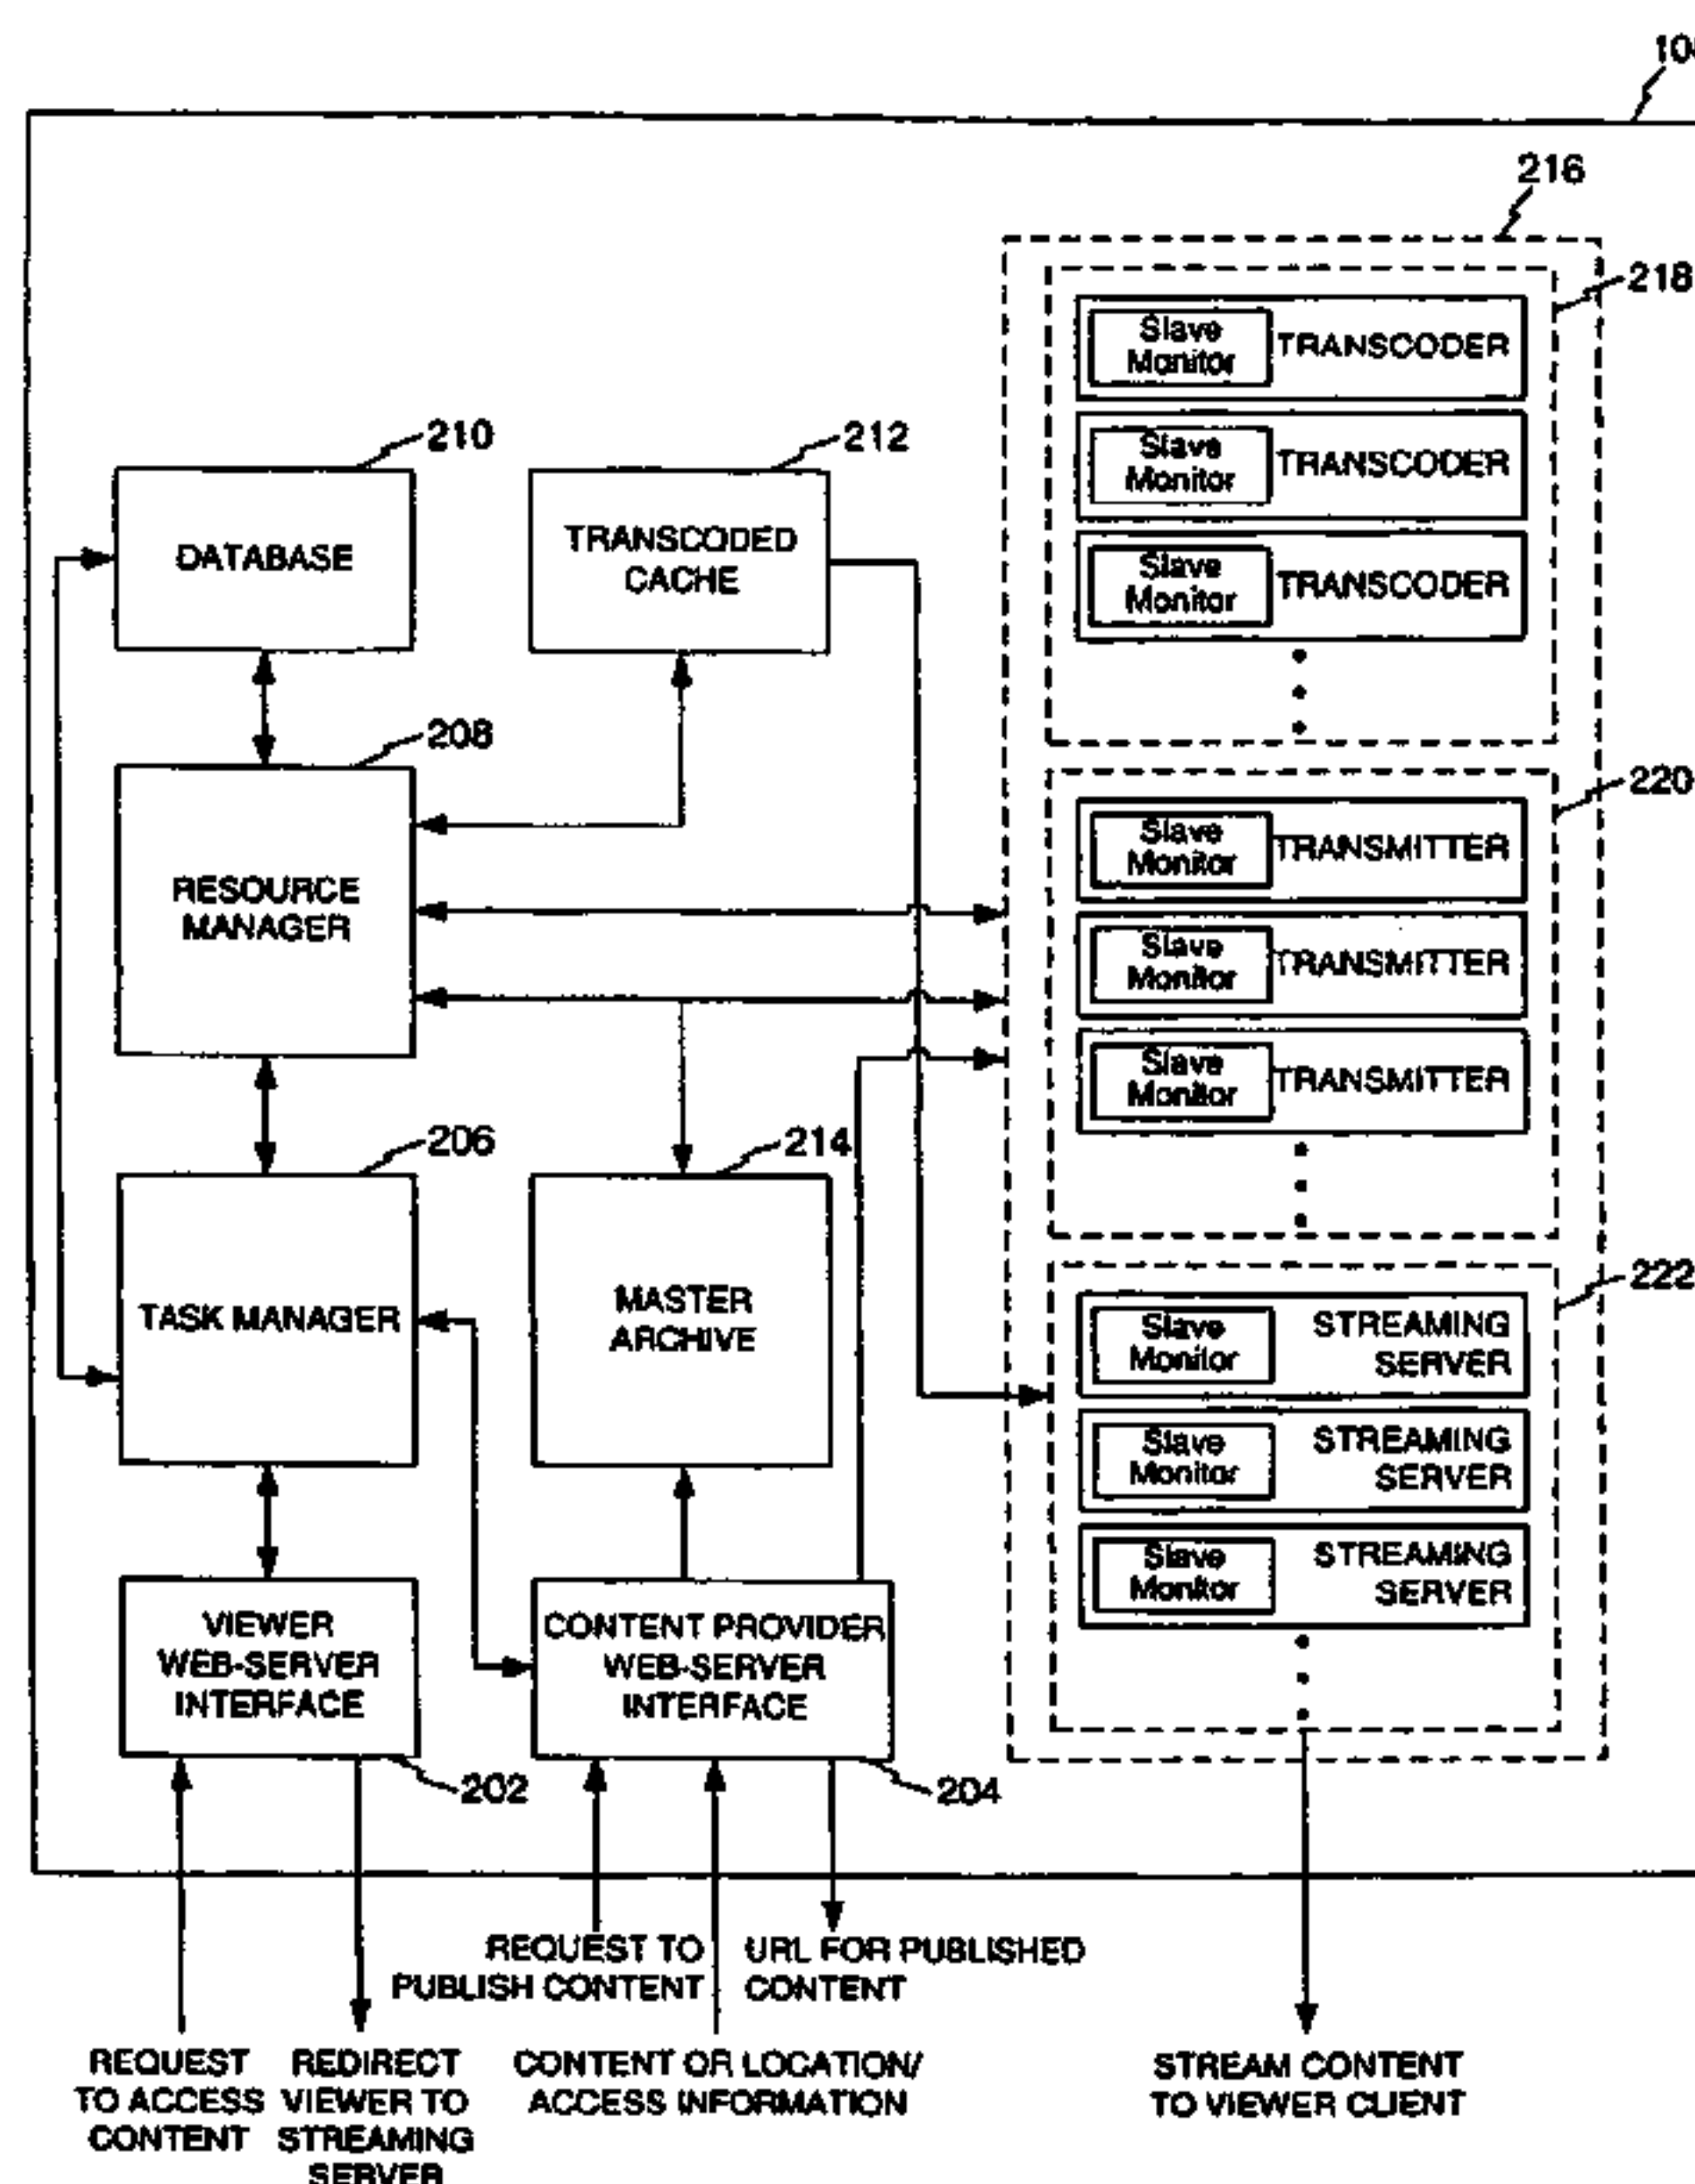 216
218
Slave
Monitor
TRANSCODER
Slave
Monitor
TRANSCODER
Slave
Monitor
TRANSCODER
210
212
DATABASE
TRANSCODED
CACHE
208
220
RESOURCE
MANAGER
Slave
Monitor
TRANSMITTER
Slave
Monitor
TRANSMITTER
Slave
Monitor
TRANSMITTER
206
214
TASK MANAGER
MASTER
ARCHIVE
222
Slave
Monitor
STREAMING
SERVER
Slave
Monitor
STREAMING
SERVER
Slave
Monitor
STREAMING
SERVER
VIEWER
WEB-SERVER
INTERFACE
CONTENT PROVIDER
WEB-SERVER
INTERFACE
202
204
REQUEST TO
PUBLISH CONTENT
URL FOR PUBLISHED
CONTENT
REQUEST
TO ACCESS
CONTENT
REDIRECT
VIEWER TO
STREAMING
SERVER
CONTENT OR LOCATION/
ACCESS INFORMATION
STREAM CONTENT
TO VIEWER CLIENT